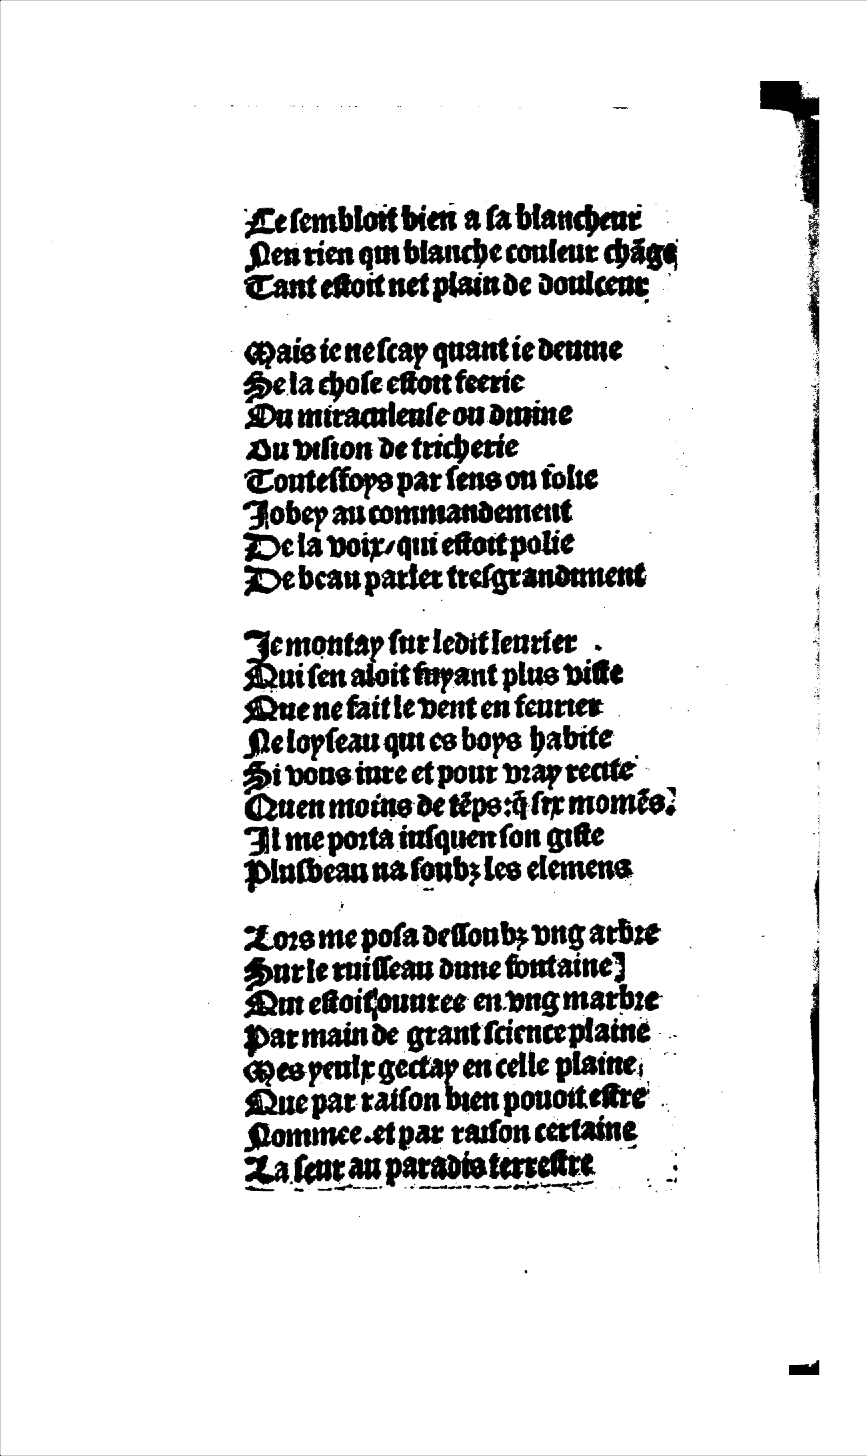 Ce sembloit bien a sa blancheur
Nen rien qui blanche couleur chãge
Tant estoit net plain de doulceur
Mais ie ne scay quant ie deuine
Se la chose estoit feerie
Ou miraculeuse ou diuine
Ou vision de tricherie
Toutesfoys par sens ou folie
Jobey au commandement
De la voix/qui estoit polie
De beau parler tresgrandument
Je montay sur ledit leurier .
Qui sen aloit fuyant plus viste
Que ne fait le vent en feurier
Ne loyseau qui es boys habite
Si vous iure et pour vray recite
Quen moins de tẽps:q̃ six momẽs.
Il me porta iusquen son giste
Plusbeau na soubz les elemens
Lors me posa dessoubz vng arbre
Sur le ruisseau dune fontaine
Qui estoit ouuree en vng marbre
Par main de grant science plaine
Mes yeulx gectay en celle plaine
Que par raison bien pouoit estre
Nommee.et par raison certaine
La seur au paradis terrestre